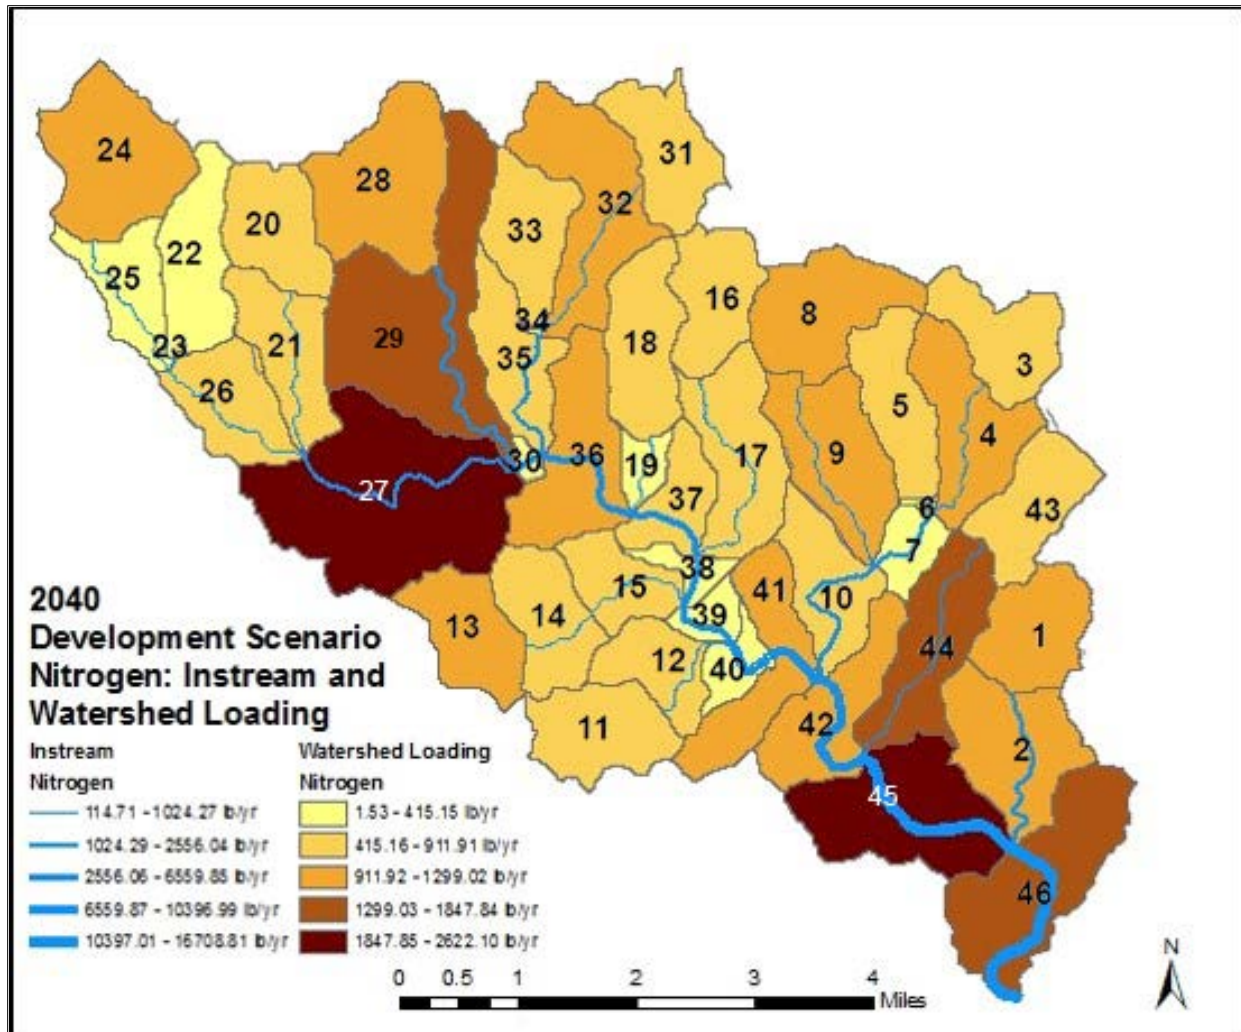 24
31
28
32
20
33
22
25
16
8
34
3
23
21
29
35
18
26
5
4
36
9
17
30
19
27
37
6
43
7
38
15
41
10
39
13
14
1
12
40
44
11
42
2
45
46
2040
Development Scenario
Nitrogen: Instream and
Watershed Loading
Instream
Nitrogen
114.71 - 1024.27 lb/yr
1024.29 - 2556.04 lb/yr
2556.06 - 6559.85 lb/yr
6559.87 - 10396.99 lb/yr
10397.01 - 16708.81 lb/yr
Watershed Loading
Nitrogen
1.53 - 415.15 lb/yr
415.16 - 911.91 lb/yr
911.92 - 1299.02 lb/yr
1299.03 - 1847.84 lb/yr
1847.85 - 2622.10 lb/yr
0 0.5 1 2 3 4
Miles
N